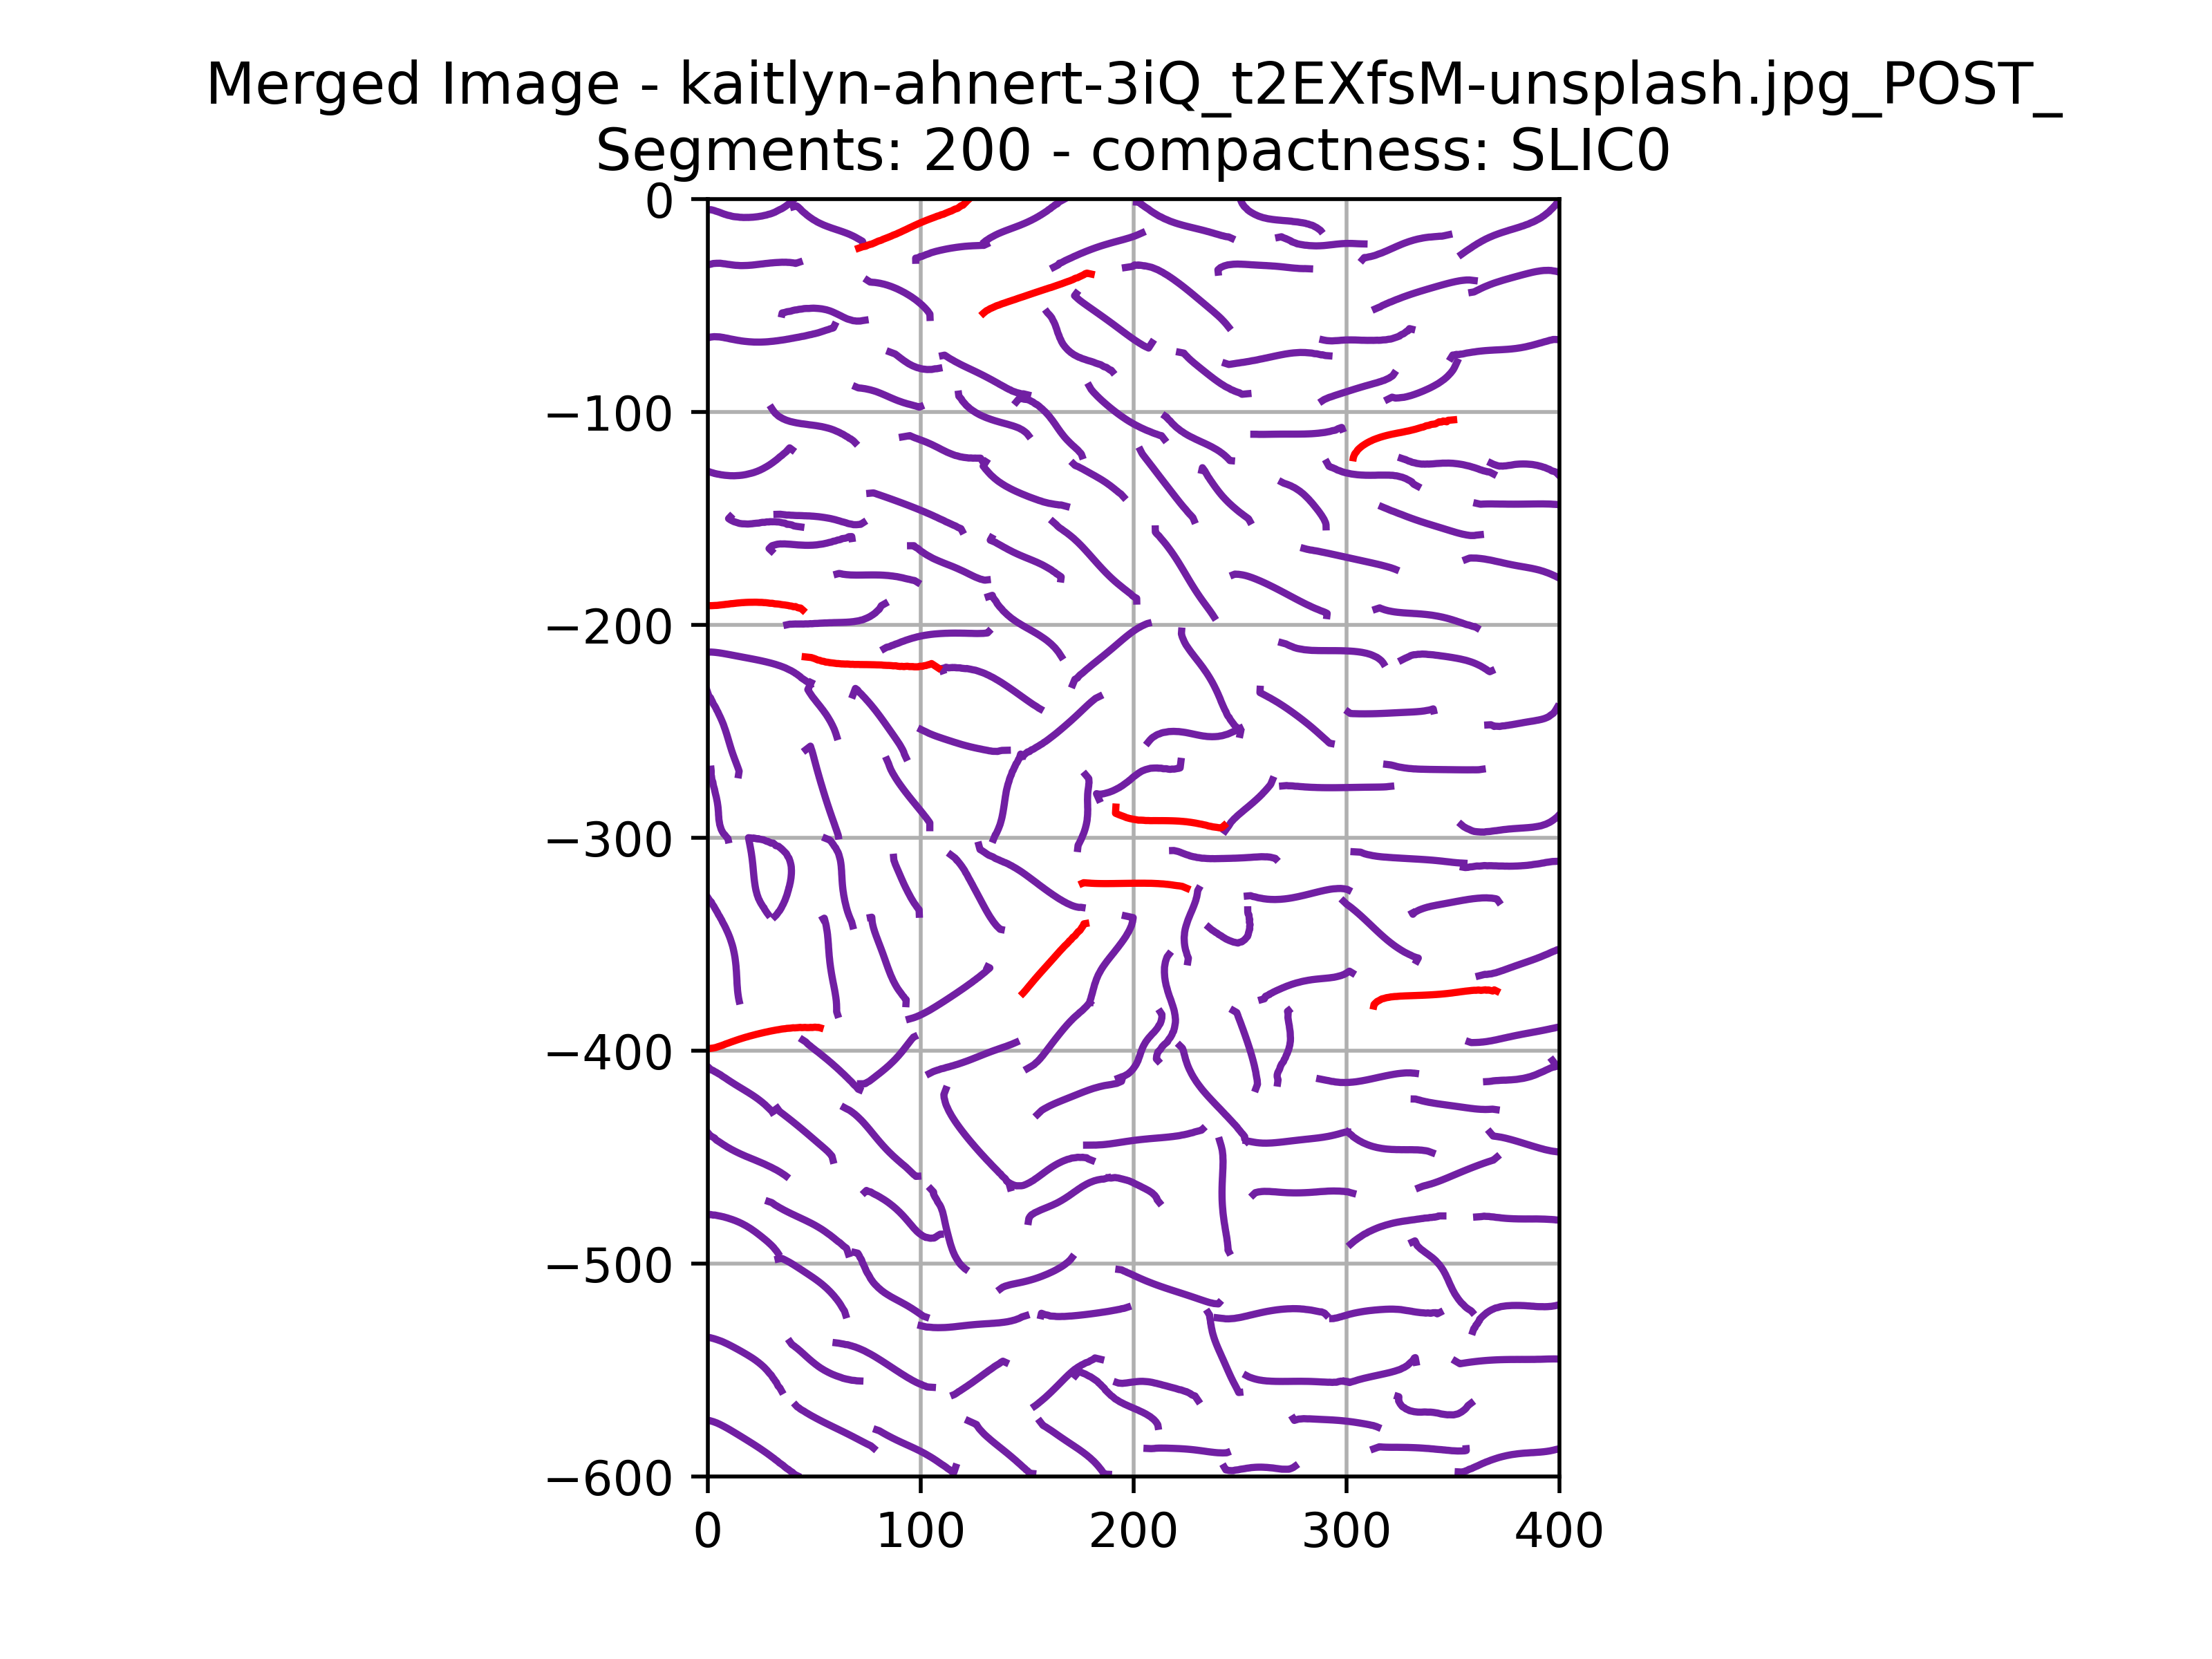 Merged Image - kaitlyn-ahnert-3iQ_t2EXfsM-unsplash.jpg_POST_
Segments: 200 - compactness: SLIC0
0
−100
−200
−300
−400
−500
−600
0 100 200 300 400